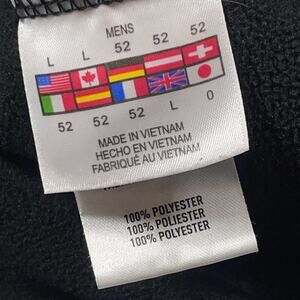 MENS
L L 52 52 52
52 52 52 L O
MADE IN VIETNAM
HECHO EN VIETNAM
FABRIQUÉ AU VIETNAM
100% POLYESTER
100% POLIESTER
100% POLYESTER